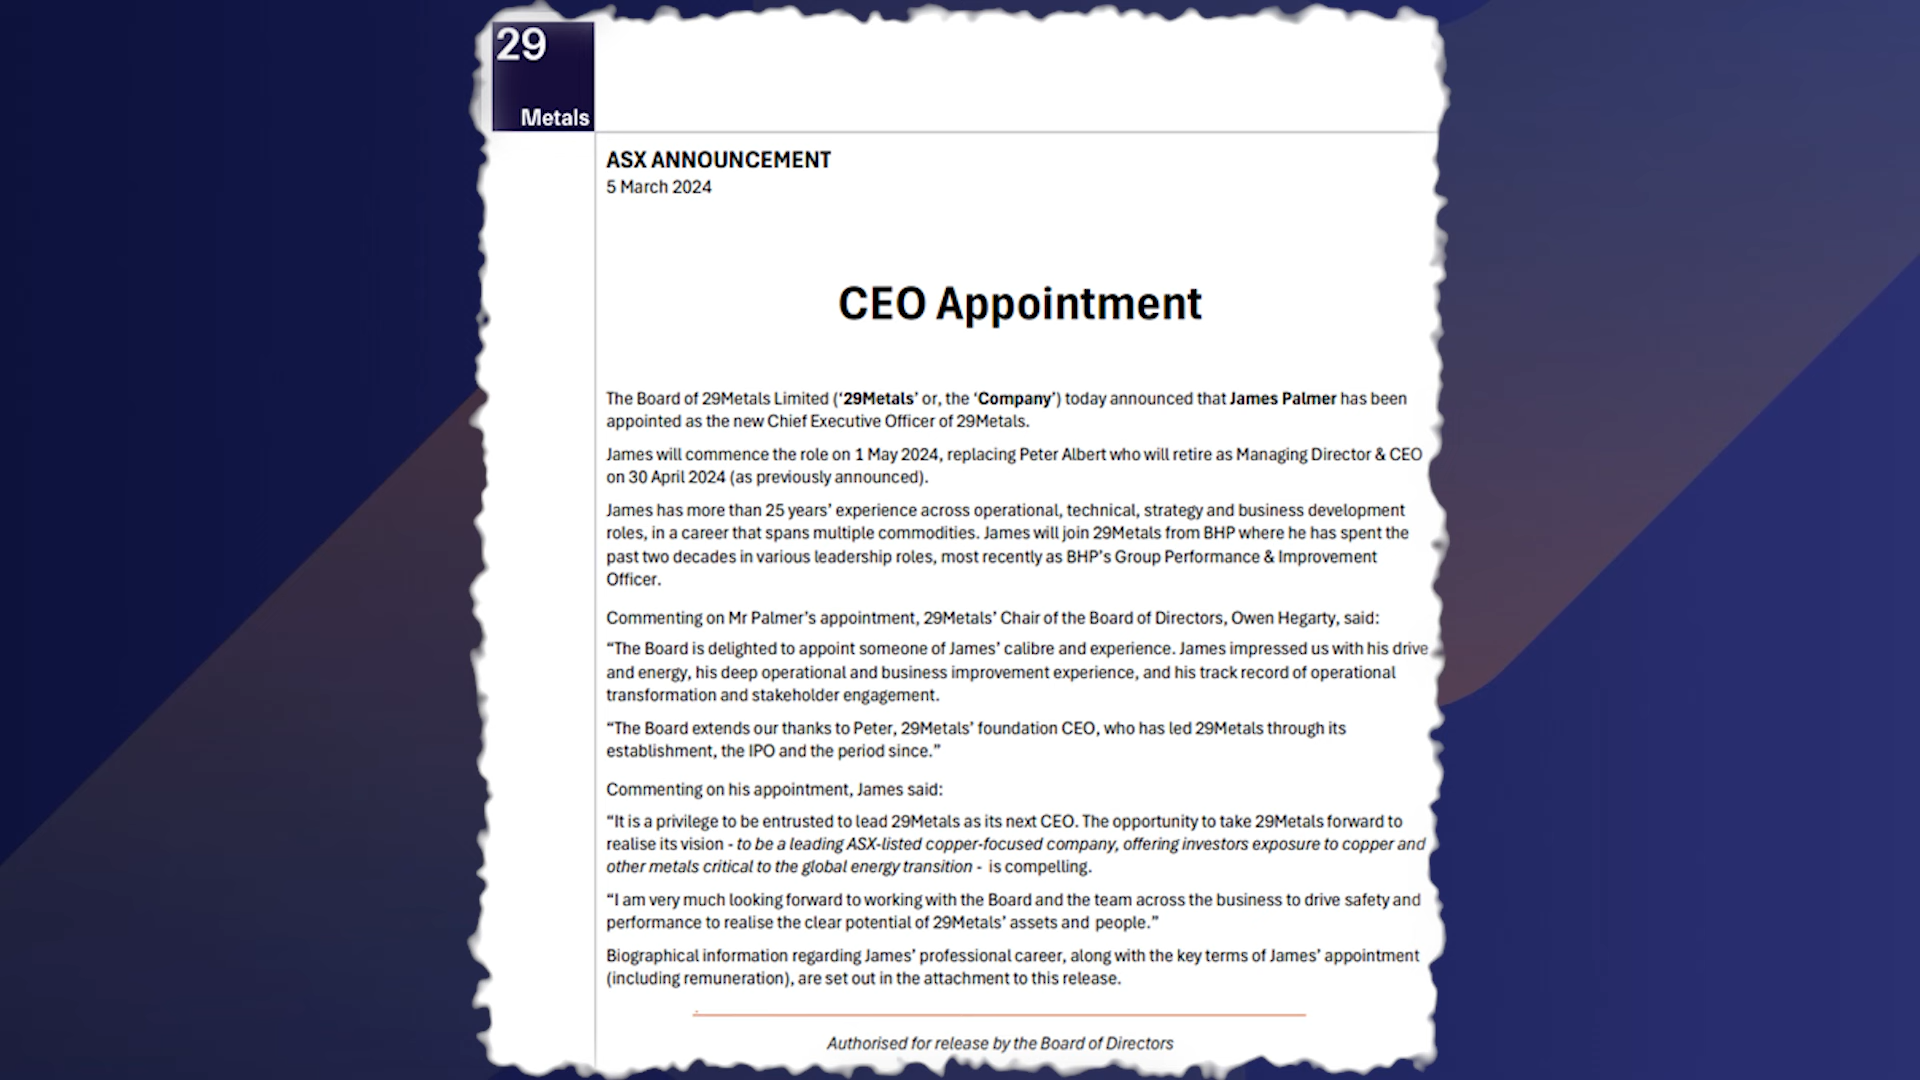 29
Metals
ASX ANNOUNCEMENT
5 March 2024
CEO Appointment
The Board of 29Metals Limited (‘29Metals’ or, the ‘Company’) today announced that James Palmer has been
appointed as the new Chief Executive Officer of 29Metals.
James will commence the role on 1 May 2024, replacing Peter Albert who will retire as Managing Director & CEO
on 30 April 2024 (as previously announced).
James has more than 25 years’ experience across operational, technical, strategy and business development
roles, in a career that spans multiple commodities. James will join 29Metals from BHP where he has spent the
past two decades in various leadership roles, most recently as BHP’s Group Performance & Improvement
Officer.
Commenting on Mr Palmer’s appointment, 29Metals’ Chair of the Board of Directors, Owen Hegarty, said:
“The Board is delighted to appoint someone of James’ calibre and experience. James impressed us with his drive
and energy, his deep operational and business improvement experience, and his track record of operational
transformation and stakeholder engagement.
“The Board extends our thanks to Peter, 29Metals’ foundation CEO, who has led 29Metals through its
establishment, the IPO and the period since.”
Commenting on his appointment, James said:
“It is a privilege to be entrusted to lead 29Metals as its next CEO. The opportunity to take 29Metals forward to
realise its vision - to be a leading ASX-listed copper-focused company, offering investors exposure to copper and
other metals critical to the global energy transition - is compelling.
“I am very much looking forward to working with the Board and the team across the business to drive safety and
performance to realise the clear potential of 29Metals’ assets and people.”
Biographical information regarding James’ professional career, along with the key terms of James’ appointment
(including remuneration), are set out in the attachment to this release.
Authorised for release by the Board of Directors